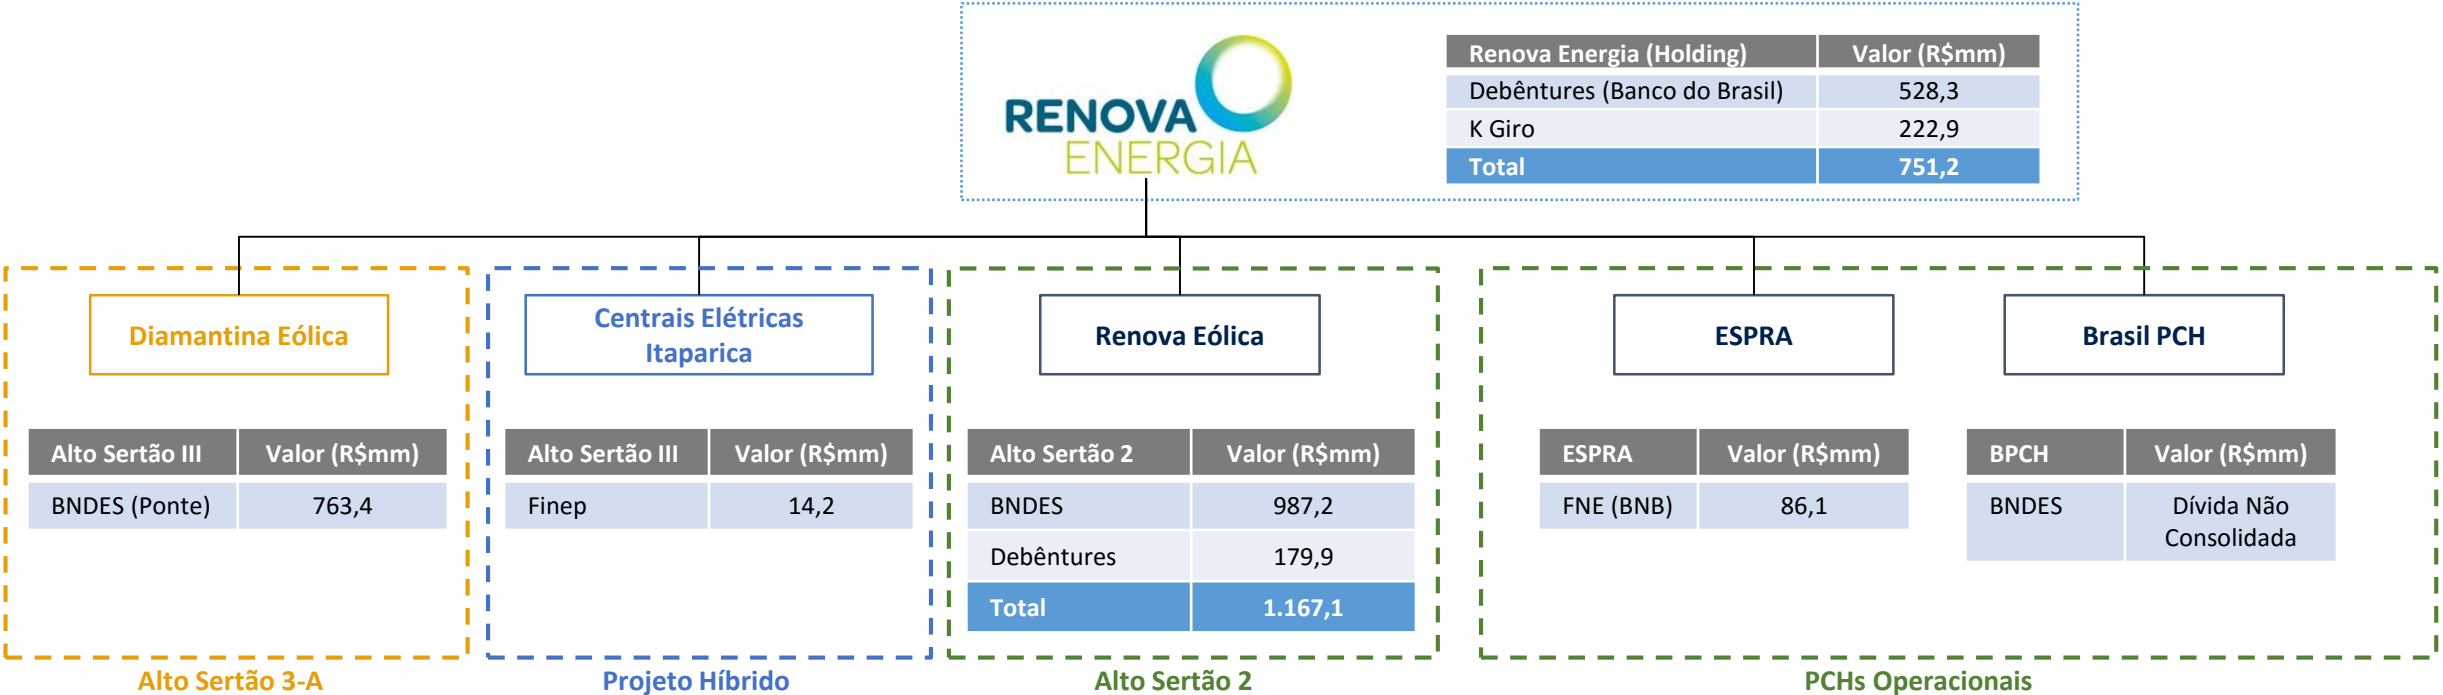 RENOVA
ENERGIA
Renova Energia (Holding) Valor (R$mm)
Debêntures (Banco do Brasil) 528,3
K Giro 222,9
Total 751,2
Diamantina Eólica
Centrais Elétricas
Itaparica
Renova Eólica
ESPRA
Brasil PCH
Alto Sertão III Valor (R$mm)
BNDES (Ponte) 763,4
Alto Sertão III Valor (R$mm)
Finep 14,2
Alto Sertão 2 Valor (R$mm)
BNDES 987,2
Debêntures 179,9
Total 1.167,1
ESPRA Valor (R$mm)
FNE (BNB) 86,1
BPCH Valor (R$mm)
BNDES Dívida Não
Consolidada
Alto Sertão 3-A
Projeto Híbrido
Alto Sertão 2
PCHs Operacionais